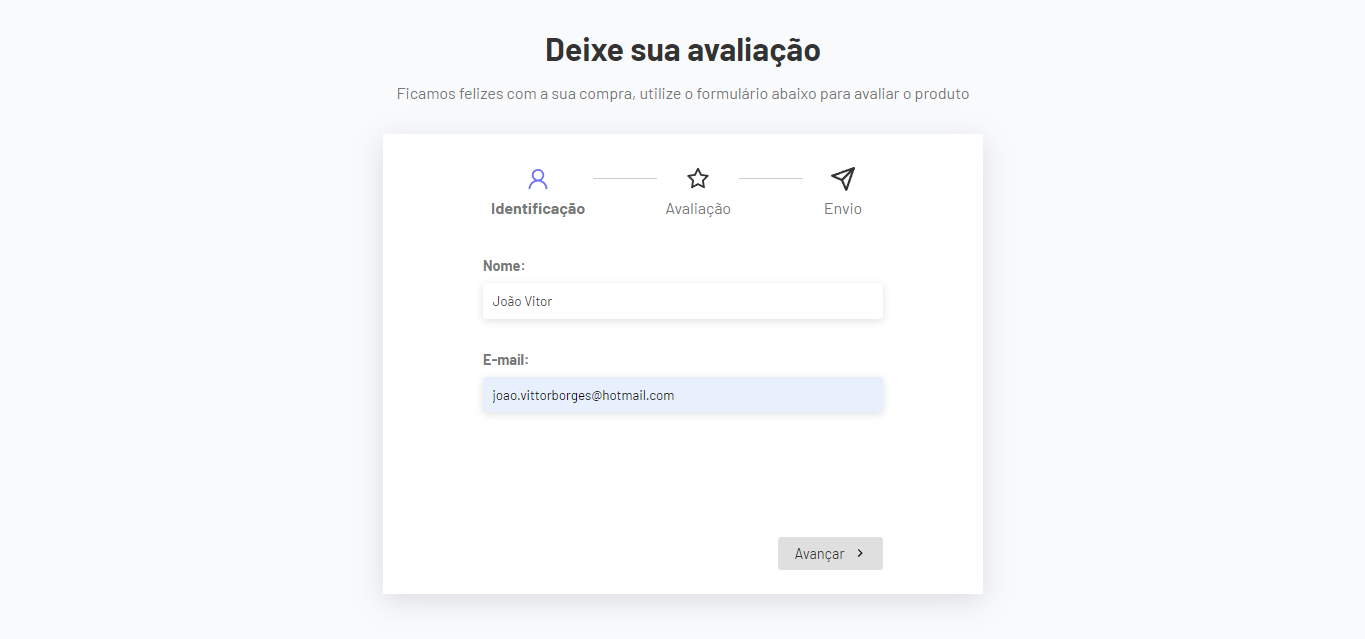 Deixe sua avaliação
Ficamos felizes com a sua compra, utilize o formulário abaixo para avaliar o produto
Identificação
Avaliação
Envio
Nome:
João Vitor
E-mail:
joao.vittorborges@hotmail.com
Avançar